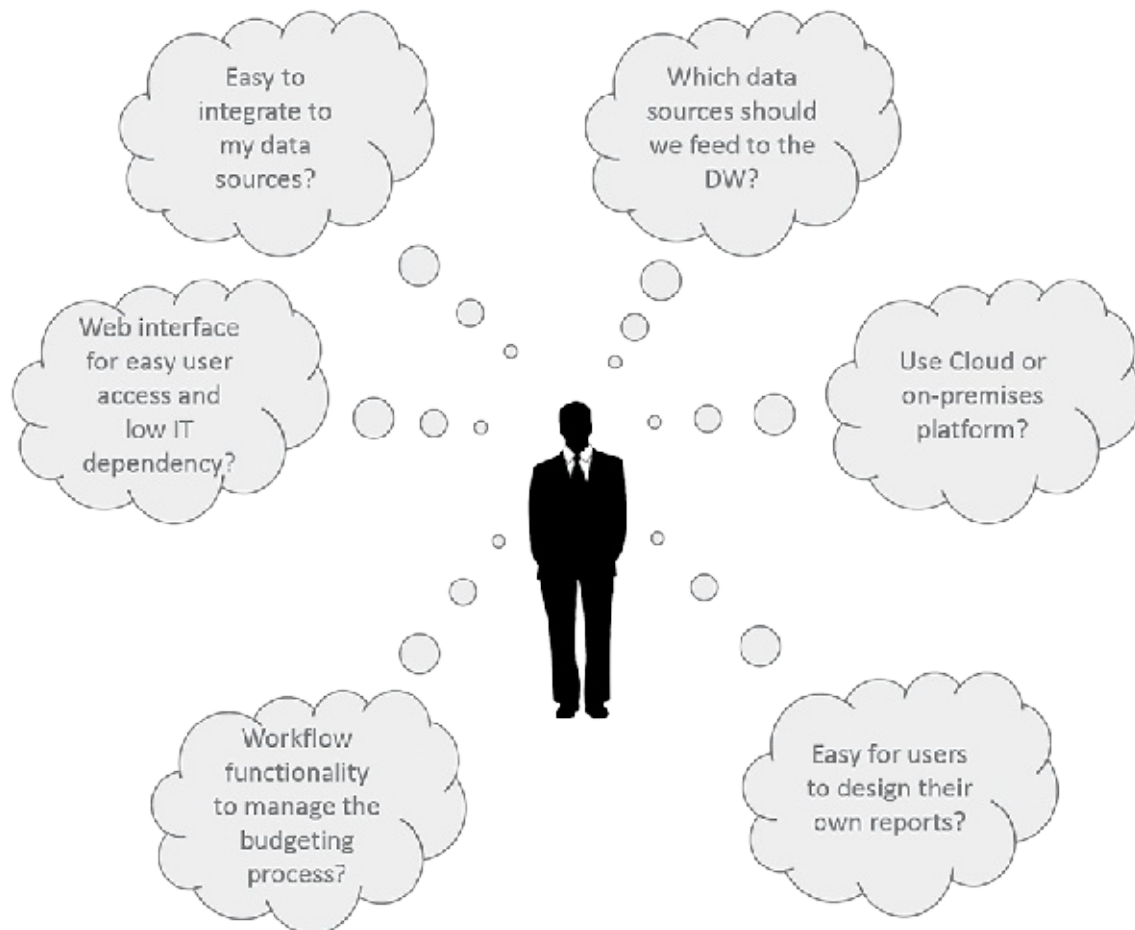 Easy to
integrate to
my data
sources?
Which data
sources should
we feed to the
DW?
Web interface
for easy user
access and
low IT
dependency?
Use Cloud or
on-premises
platform?
Workflow
functionality
to manage the
budgeting
process?
Easy for users
to design their
own reports?